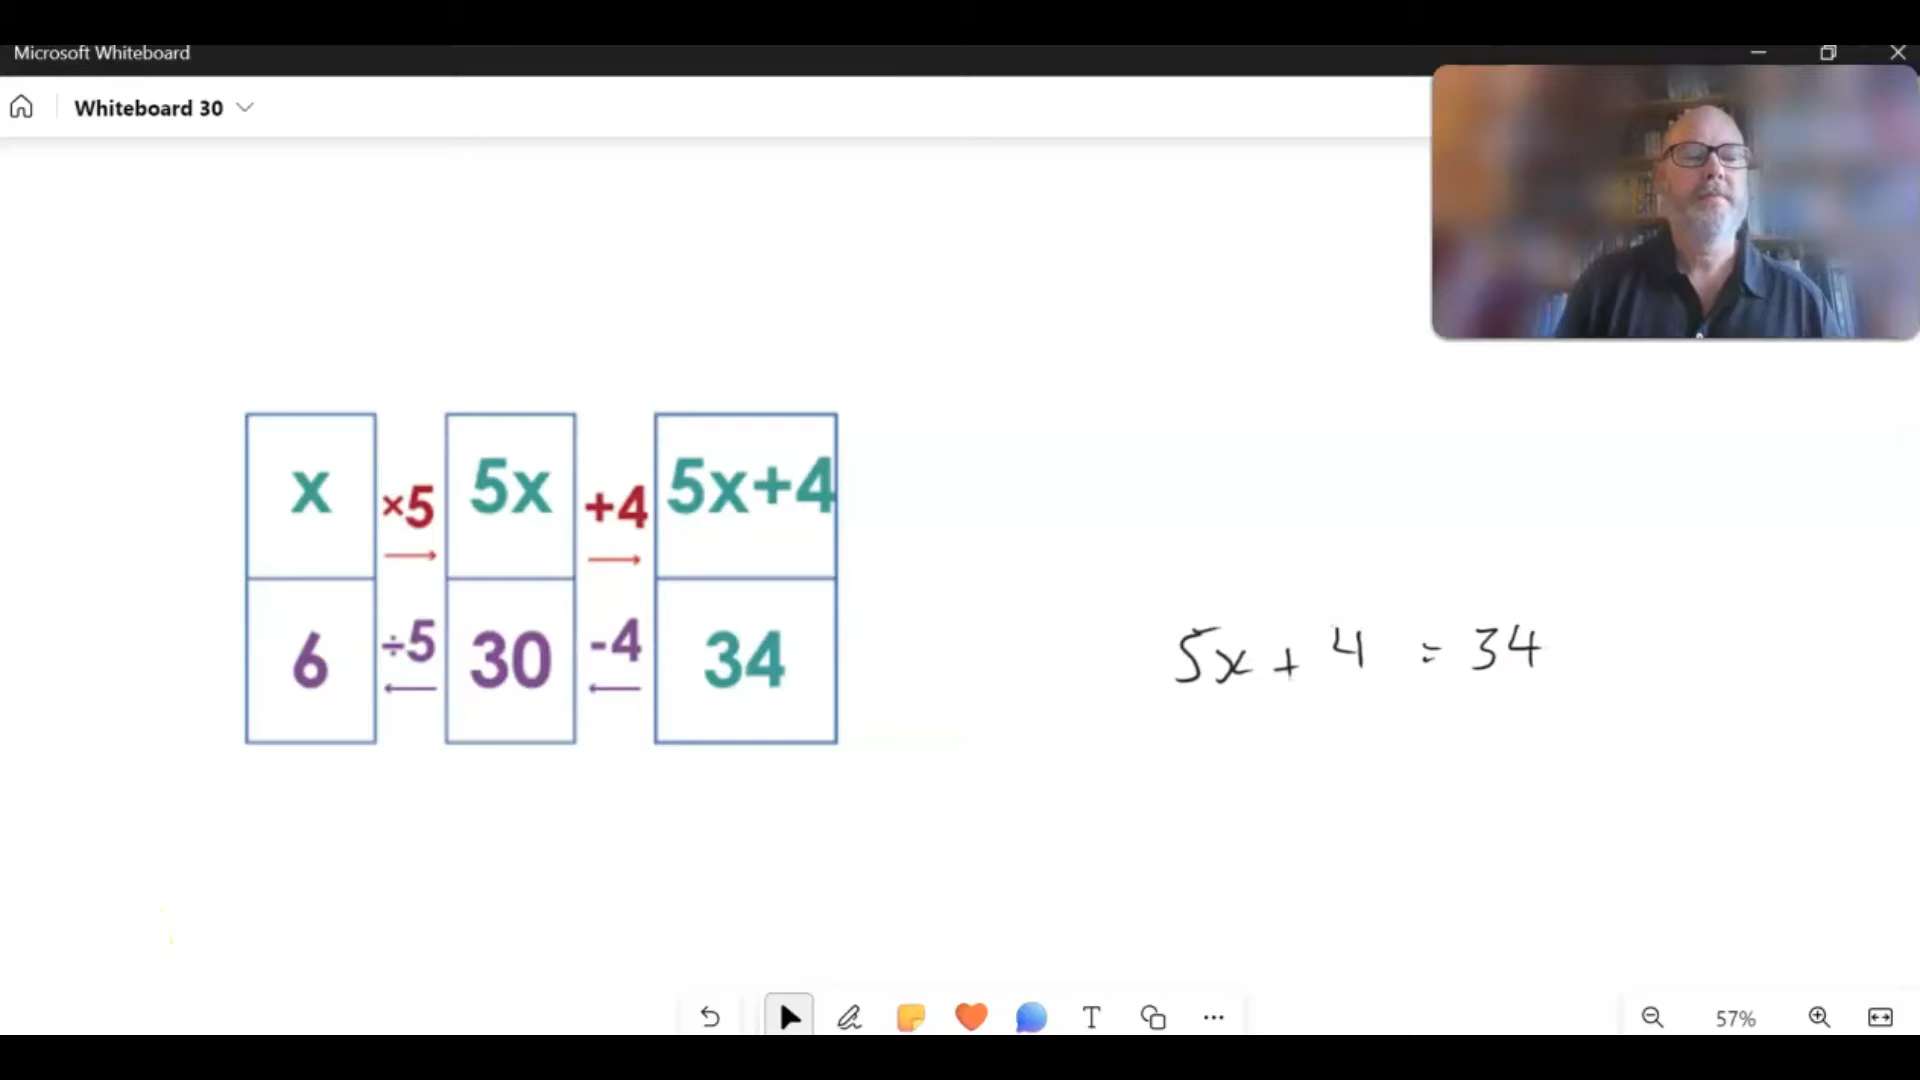 Microsoft Whiteboard
Whiteboard 30
x ×5 5x +4 5x+4
6 ÷5 30 -4 34
5x + 4 = 34
T
57%